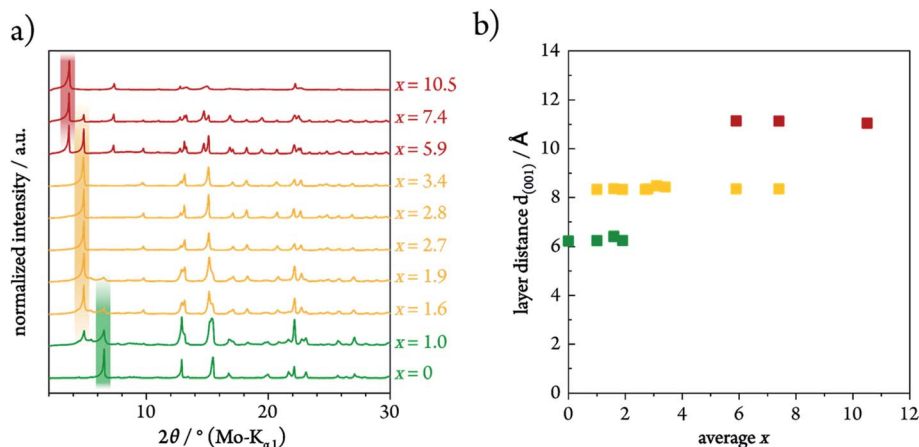 a)
normalized intensity / a.u.
x = 10.5
x = 7.4
x = 5.9
x = 3.4
x = 2.8
x = 2.7
x = 1.9
x = 1.6
x = 1.0
x = 0
10 20 30
2θ / ° (Mo-Kα1)
b)
layer distance d(001) / Å
14
12
10
8
6
4
2
0
0 2 4 6 8 10 12
average x